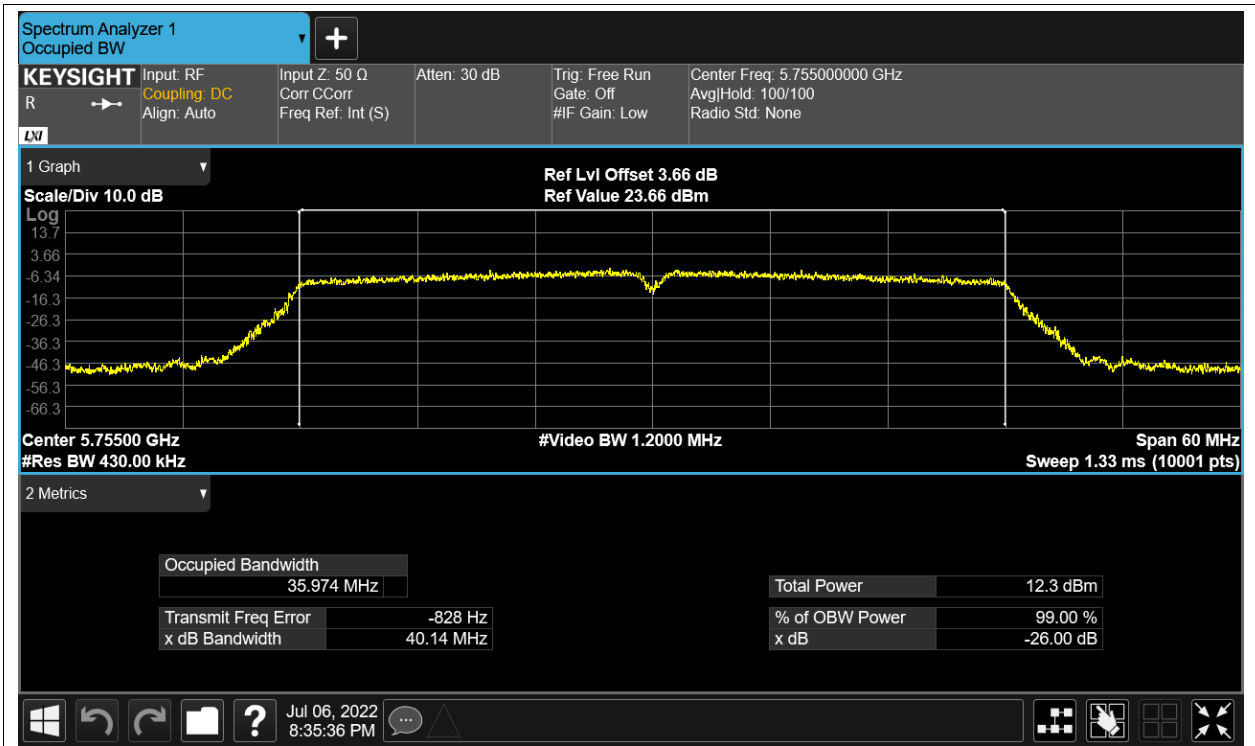 Spectrum Analyzer 1
Occupied BW
KEYSIGHT
R
LXI
Input: RF
Coupling: DC
Align: Auto
Input Z: 50 Ω
Corr CCorr
Freq Ref: Int (S)
Atten: 30 dB
Trig: Free Run
Gate: Off
#IF Gain: Low
Center Freq: 5.755000000 GHz
Avg|Hold: 100/100
Radio Std: None
1 Graph
Scale/Div 10.0 dB
Ref Lvl Offset 3.66 dB
Ref Value 23.66 dBm
Log
13.7
3.66
-6.34
-16.3
-26.3
-36.3
-46.3
-56.3
-66.3
Center 5.75500 GHz
#Video BW 1.2000 MHz
Span 60 MHz
#Res BW 430.00 kHz
Sweep 1.33 ms (10001 pts)
2 Metrics
Occupied Bandwidth
35.974 MHz
Total Power 12.3 dBm
Transmit Freq Error -828 Hz
% of OBW Power 99.00 %
x dB Bandwidth 40.14 MHz
x dB -26.00 dB
?
Jul 06, 2022
8:35:36 PM